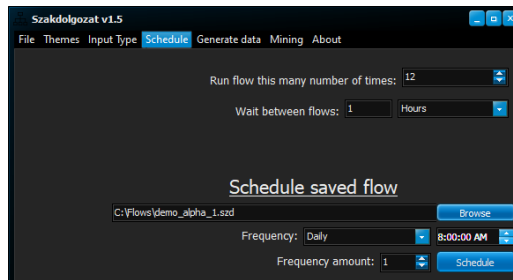 Szakdolgozat v1.5
File Themes Input Type Schedule Generate data Mining About
Run flow this many number of times: 12
Wait between flows: 1 Hours
Schedule saved flow
C:\Flows\demo_alpha_1.szd Browse
Frequency: Daily 8:00:00 AM
Frequency amount: 1 Schedule